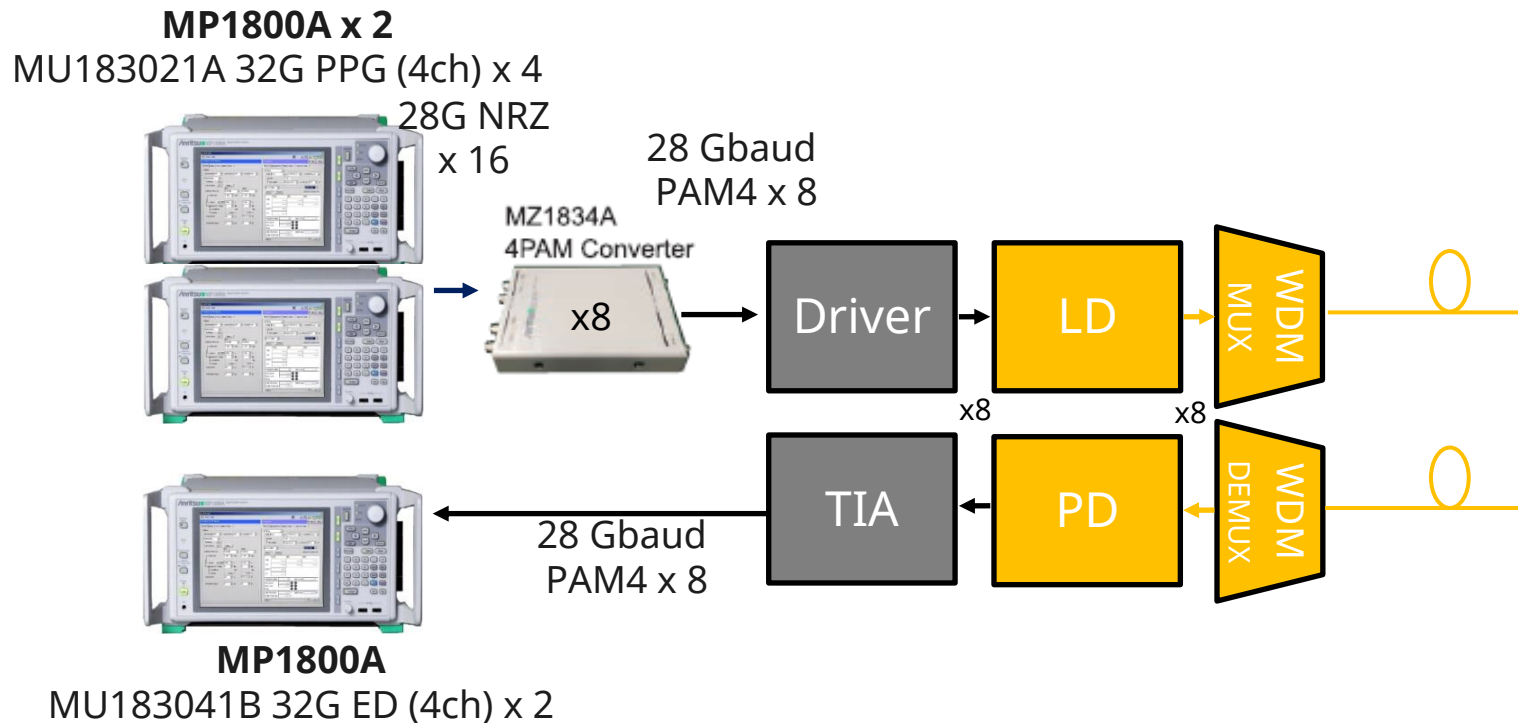 MP1800A x 2
MU183021A 32G PPG (4ch) x 4
28G NRZ
x 16
28 Gbaud
PAM4 x 8
MZ1834A
4PAM Converter
x8
Driver
LD
WDM
MUX
x8
x8
TIA
PD
WDM
DEMUX
28 Gbaud
PAM4 x 8
MP1800A
MU183041B 32G ED (4ch) x 2